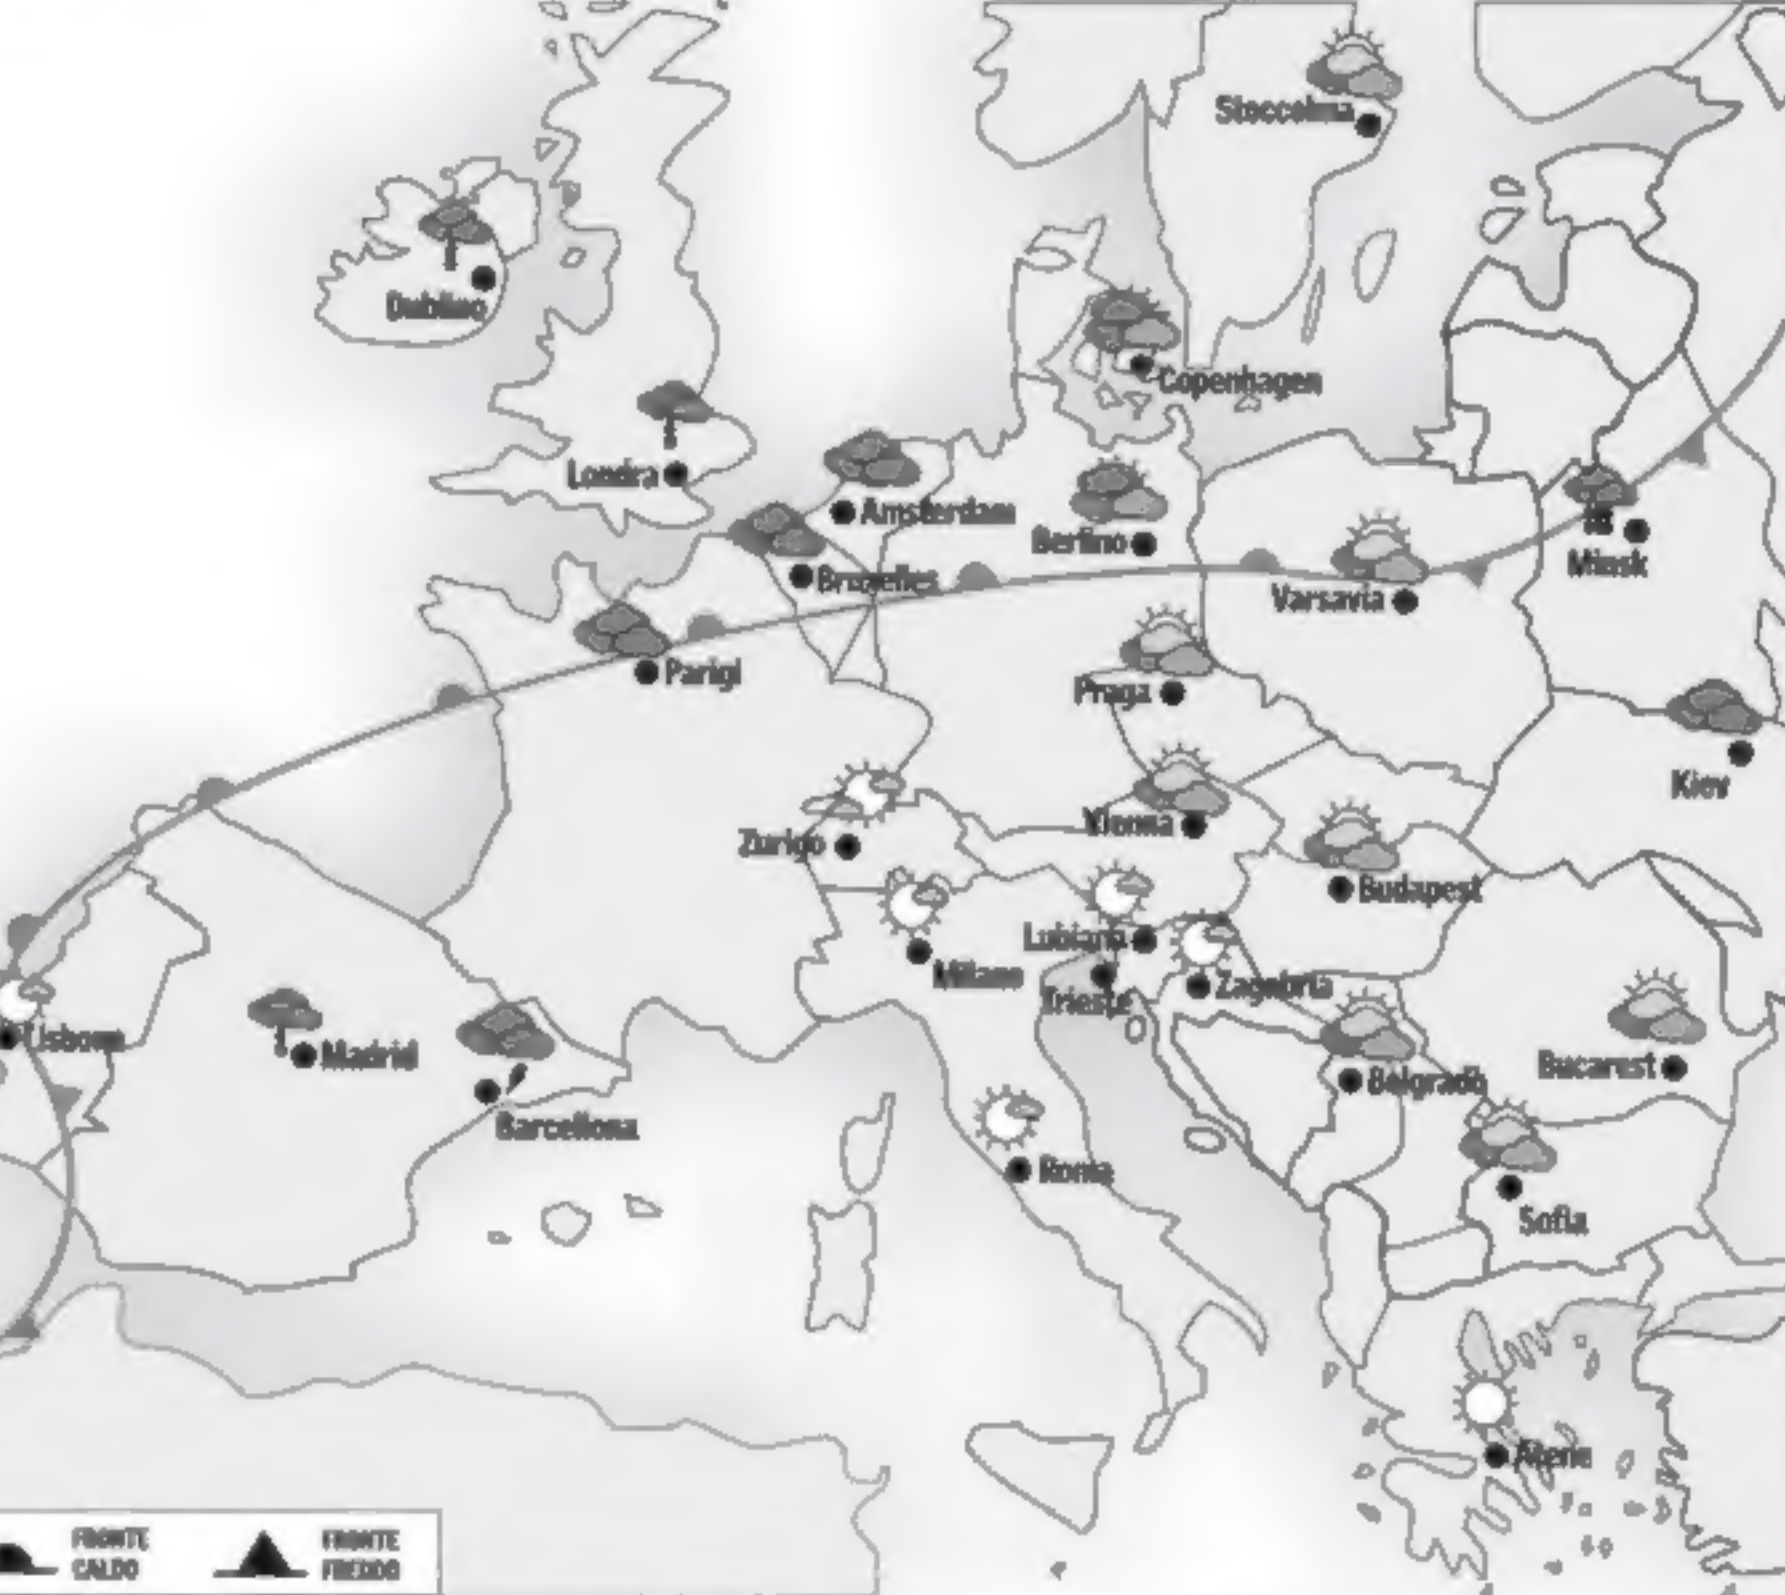 Stoccolma
Dublino
Copenhagen
Londra
Amsterdam
Berlino
Bruxelles
Minsk
Varsavia
Parigi
Praga
Kiev
Vienna
Zurigo
Budapest
Lubiana
Milano
Trieste
Zagabria
Lisbona
Madrid
Barcellona
Belgrado
Bucarest
Roma
Sofia
Atene
FRONTE
CALDO
FRONTE
FREDDO